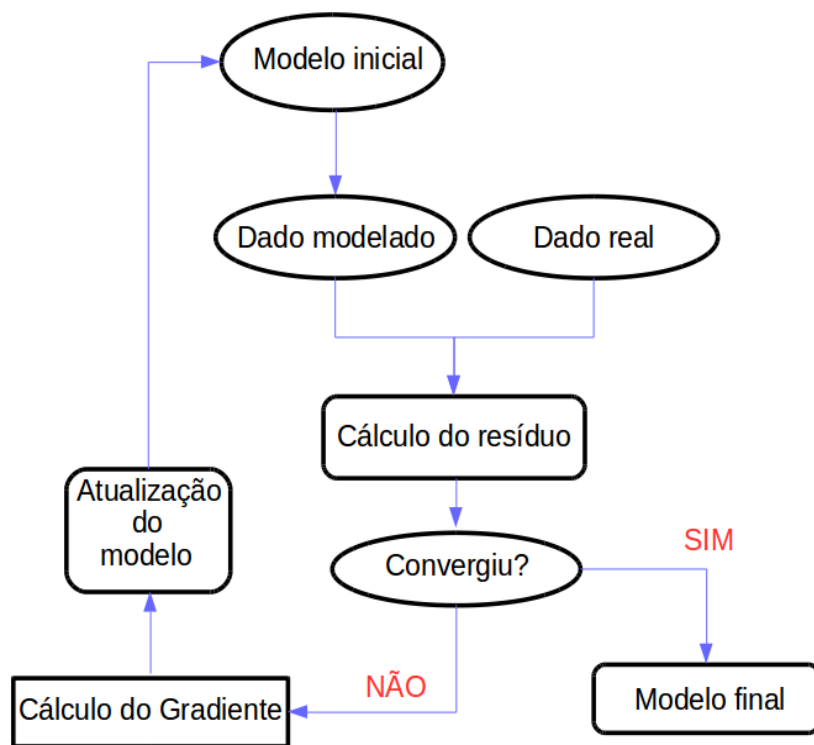 Modelo inicial
Dado modelado
Dado real
Cálculo do resíduo
Atualização
do
modelo
Convergiu?
SIM
NÃO
Cálculo do Gradiente
Modelo final